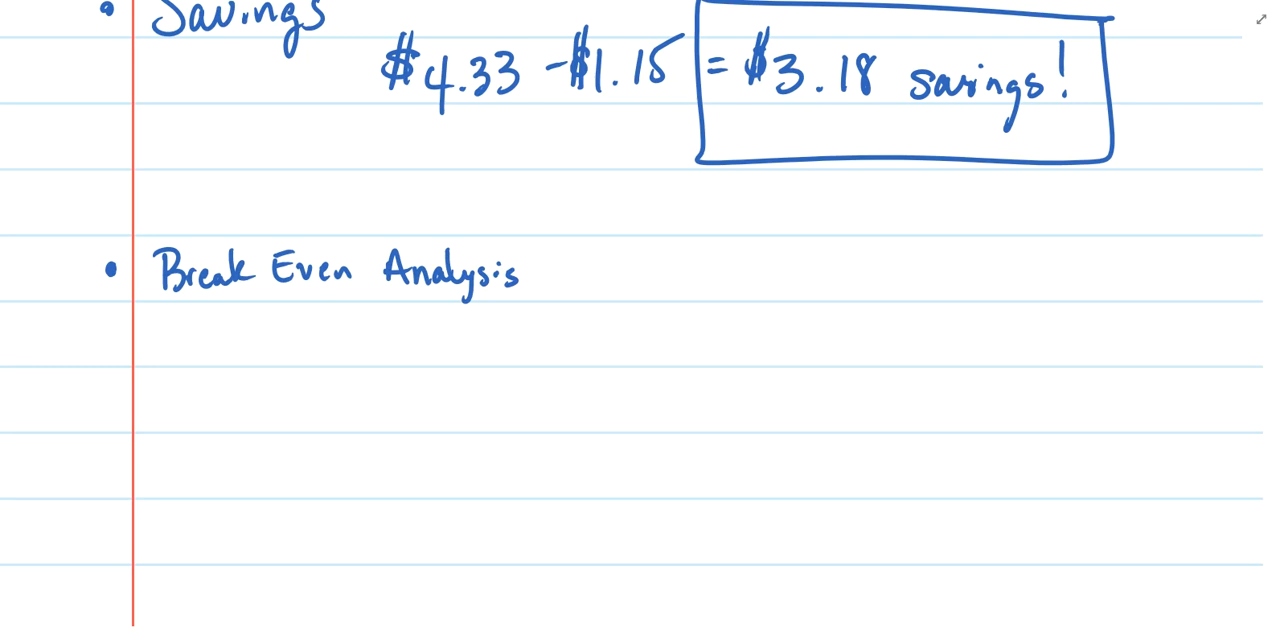 • Savings
$4.33 - $1.15 = $3.18 savings!
• Break Even Analysis